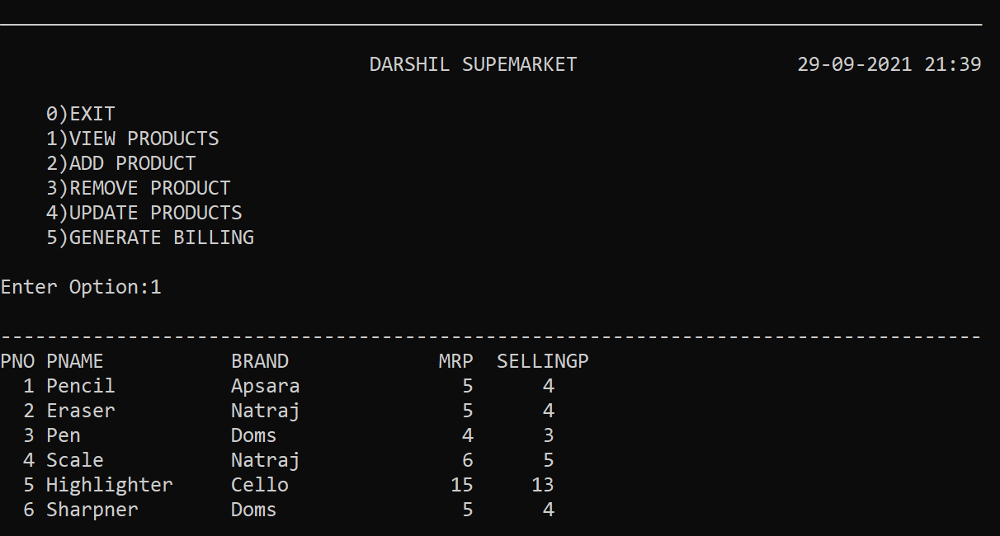 DARSHIL SUPEMARKET 29-09-2021 21:39
0)EXIT
1)VIEW PRODUCTS
2)ADD PRODUCT
3)REMOVE PRODUCT
4)UPDATE PRODUCTS
5)GENERATE BILLING
Enter Option:1
-------------------------------------------------------------------------------------
PNO PNAME BRAND MRP SELLINGP
1 Pencil Apsara 5 4
2 Eraser Natraj 5 4
3 Pen Doms 4 3
4 Scale Natraj 6 5
5 Highlighter Cello 15 13
6 Sharpner Doms 5 4